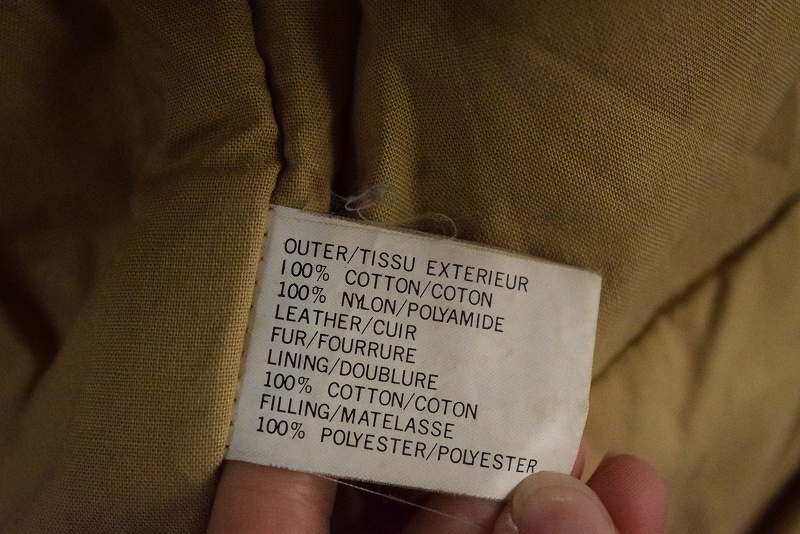 OUTER/TISSU EXTERIEUR
100% COTTON/COTON
100% NYLON/POLYAMIDE
LEATHER/CUIR
FUR/FOURRURE
LINING/DOUBLURE
100% COTTON/COTON
FILLING/MATELASSE
100% POLYESTER/POLYESTER